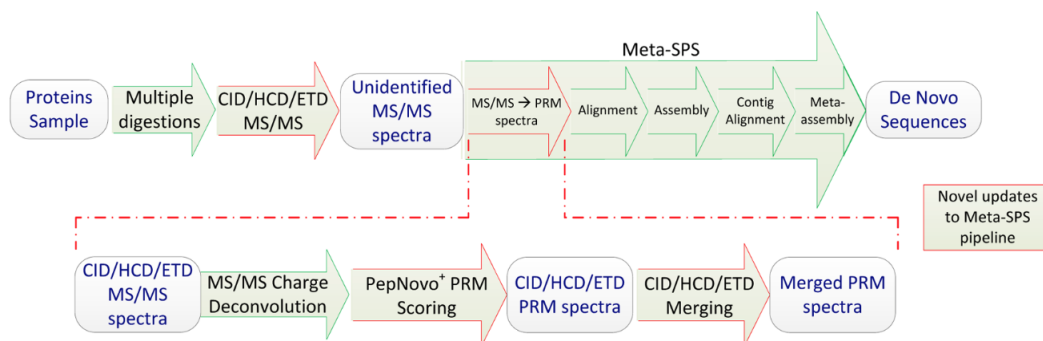 Meta-SPS
Proteins
Sample
Multiple
digestions
CID/HCD/ETD
MS/MS
Unidentified
MS/MS
spectra
MS/MS → PRM
spectra
Alignment
Assembly
Contig
Alignment
Meta-
assembly
De Novo
Sequences
Novel updates
to Meta-SPS
pipeline
CID/HCD/ETD
MS/MS
spectra
MS/MS Charge
Deconvolution
PepNovo⁺ PRM
Scoring
CID/HCD/ETD
PRM spectra
CID/HCD/ETD
Merging
Merged PRM
spectra